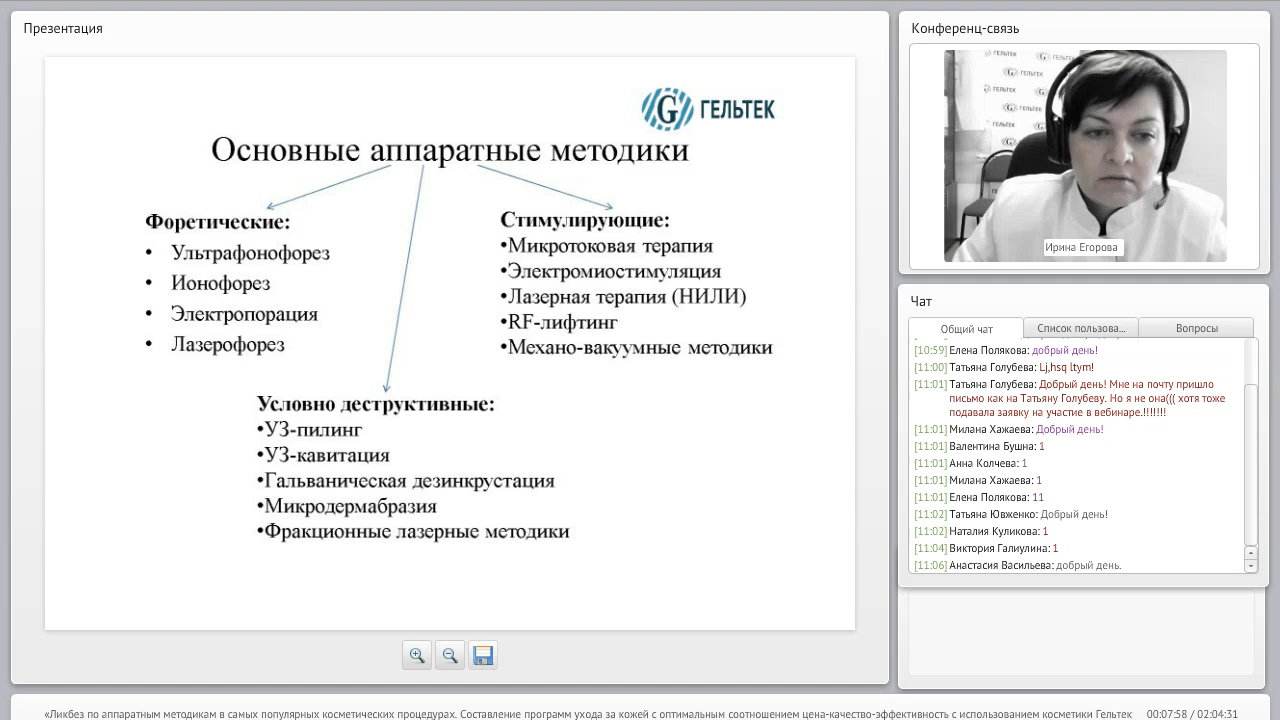 Презентация
ГЕЛЬТЕК
Основные аппаратные методики
Форетические:
• Ультрафонофорез
• Ионофорез
• Электропорация
• Лазерофорез
Стимулирующие:
•Микротоковая терапия
•Электромиостимуляция
•Лазерная терапия (НИЛИ)
•RF-лифтинг
•Механо-вакуумные методики
Условно деструктивные:
•УЗ-пилинг
•УЗ-кавитация
•Гальваническая дезинкрустация
•Микродермабразия
•Фракционные лазерные методики
Конференц-связь
ГЕЛЬТЕК
ГЕЛЬТЕК
ГЕЛЬТЕК
ГЕЛЬТЕК
Ирина Егорова
Чат
Общий чат
Список пользова...
Вопросы
[10:59] Елена Полякова: добрый день!
[11:00] Татьяна Голубева: Lj,hsq ltym!
[11:01] Татьяна Голубева: Добрый день! Мне на почту пришло
письмо как на Татьяну Голубеву. Но я не она((( хотя тоже
подавала заявку на участие в вебинаре.!!!!!!!
[11:01] Милана Хажаева: Добрый день!
[11:01] Валентина Бушна: 1
[11:01] Анна Колчева: 1
[11:01] Милана Хажаева: 1
[11:01] Елена Полякова: 11
[11:02] Татьяна Ювженко: Добрый день!
[11:02] Наталия Куликова: 1
[11:04] Виктория Галиулина: 1
[11:06] Анастасия Васильева: добрый день.
«Ликбез по аппаратным методикам в самых популярных косметических процедурах. Составление программ ухода за кожей с оптимальным соотношением цена-качество-эффективность с использованием косметики Гельтек 00:07:58 / 02:04:31